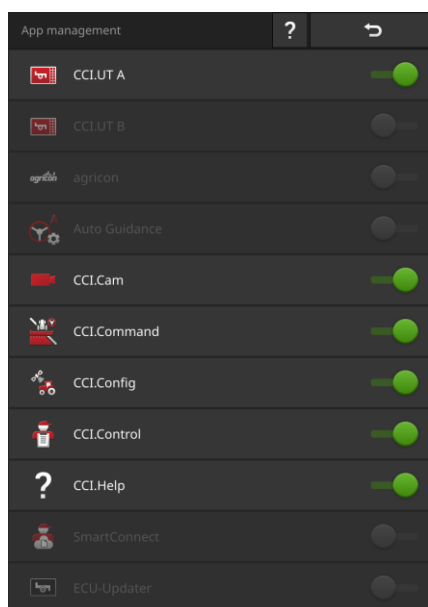 App management ?
CCI.UT A
CCI.UT B
agricon agricon
Auto Guidance
CCI.Cam
CCI.Command
CCI.Config
CCI.Control
? CCI.Help
SmartConnect
ECU-Updater